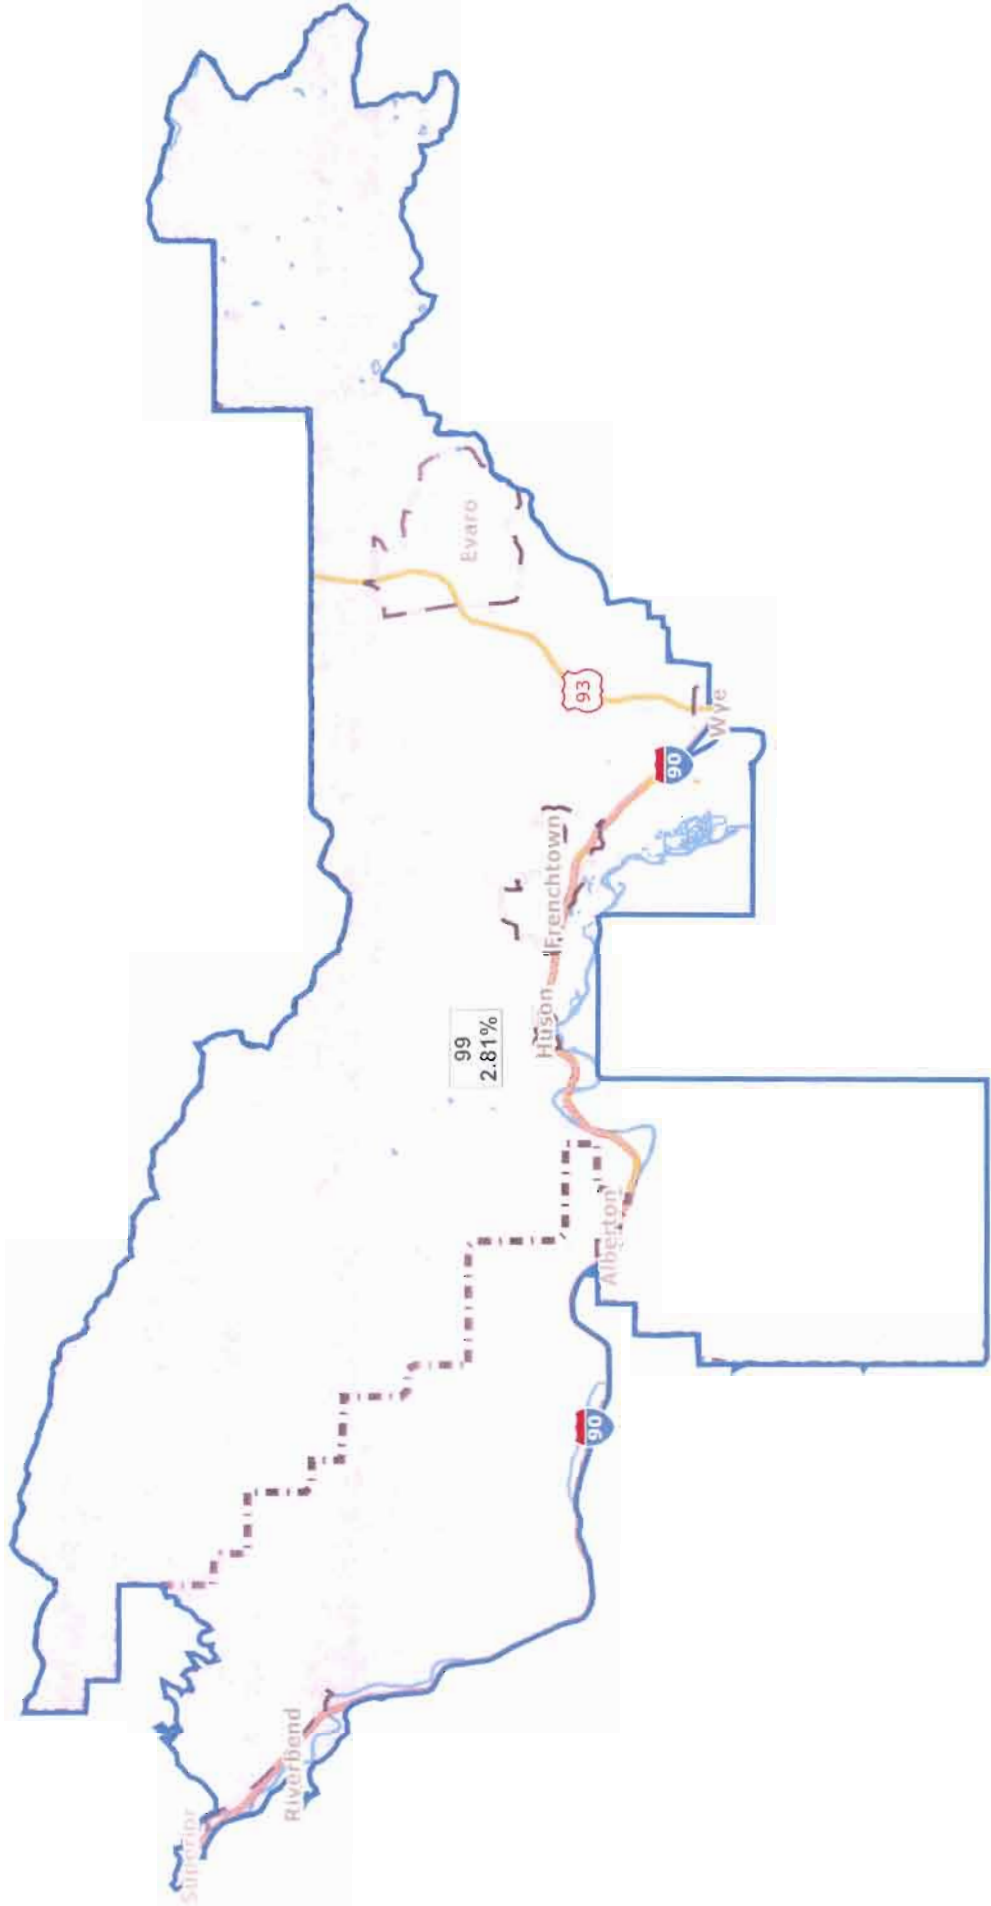 Superior
Riverbend
90
Alberton
Huson
99
2.81%
Frenchtown
90
Wye
93
Evaro